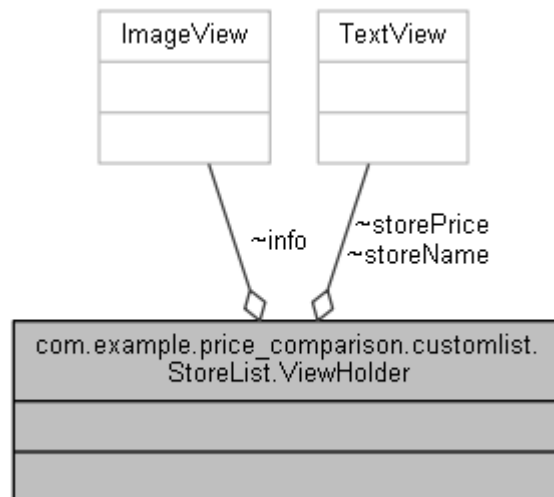 ImageView
TextView
~info
~storePrice
~storeName
com.example.price_comparison.customlist.
StoreList.ViewHolder